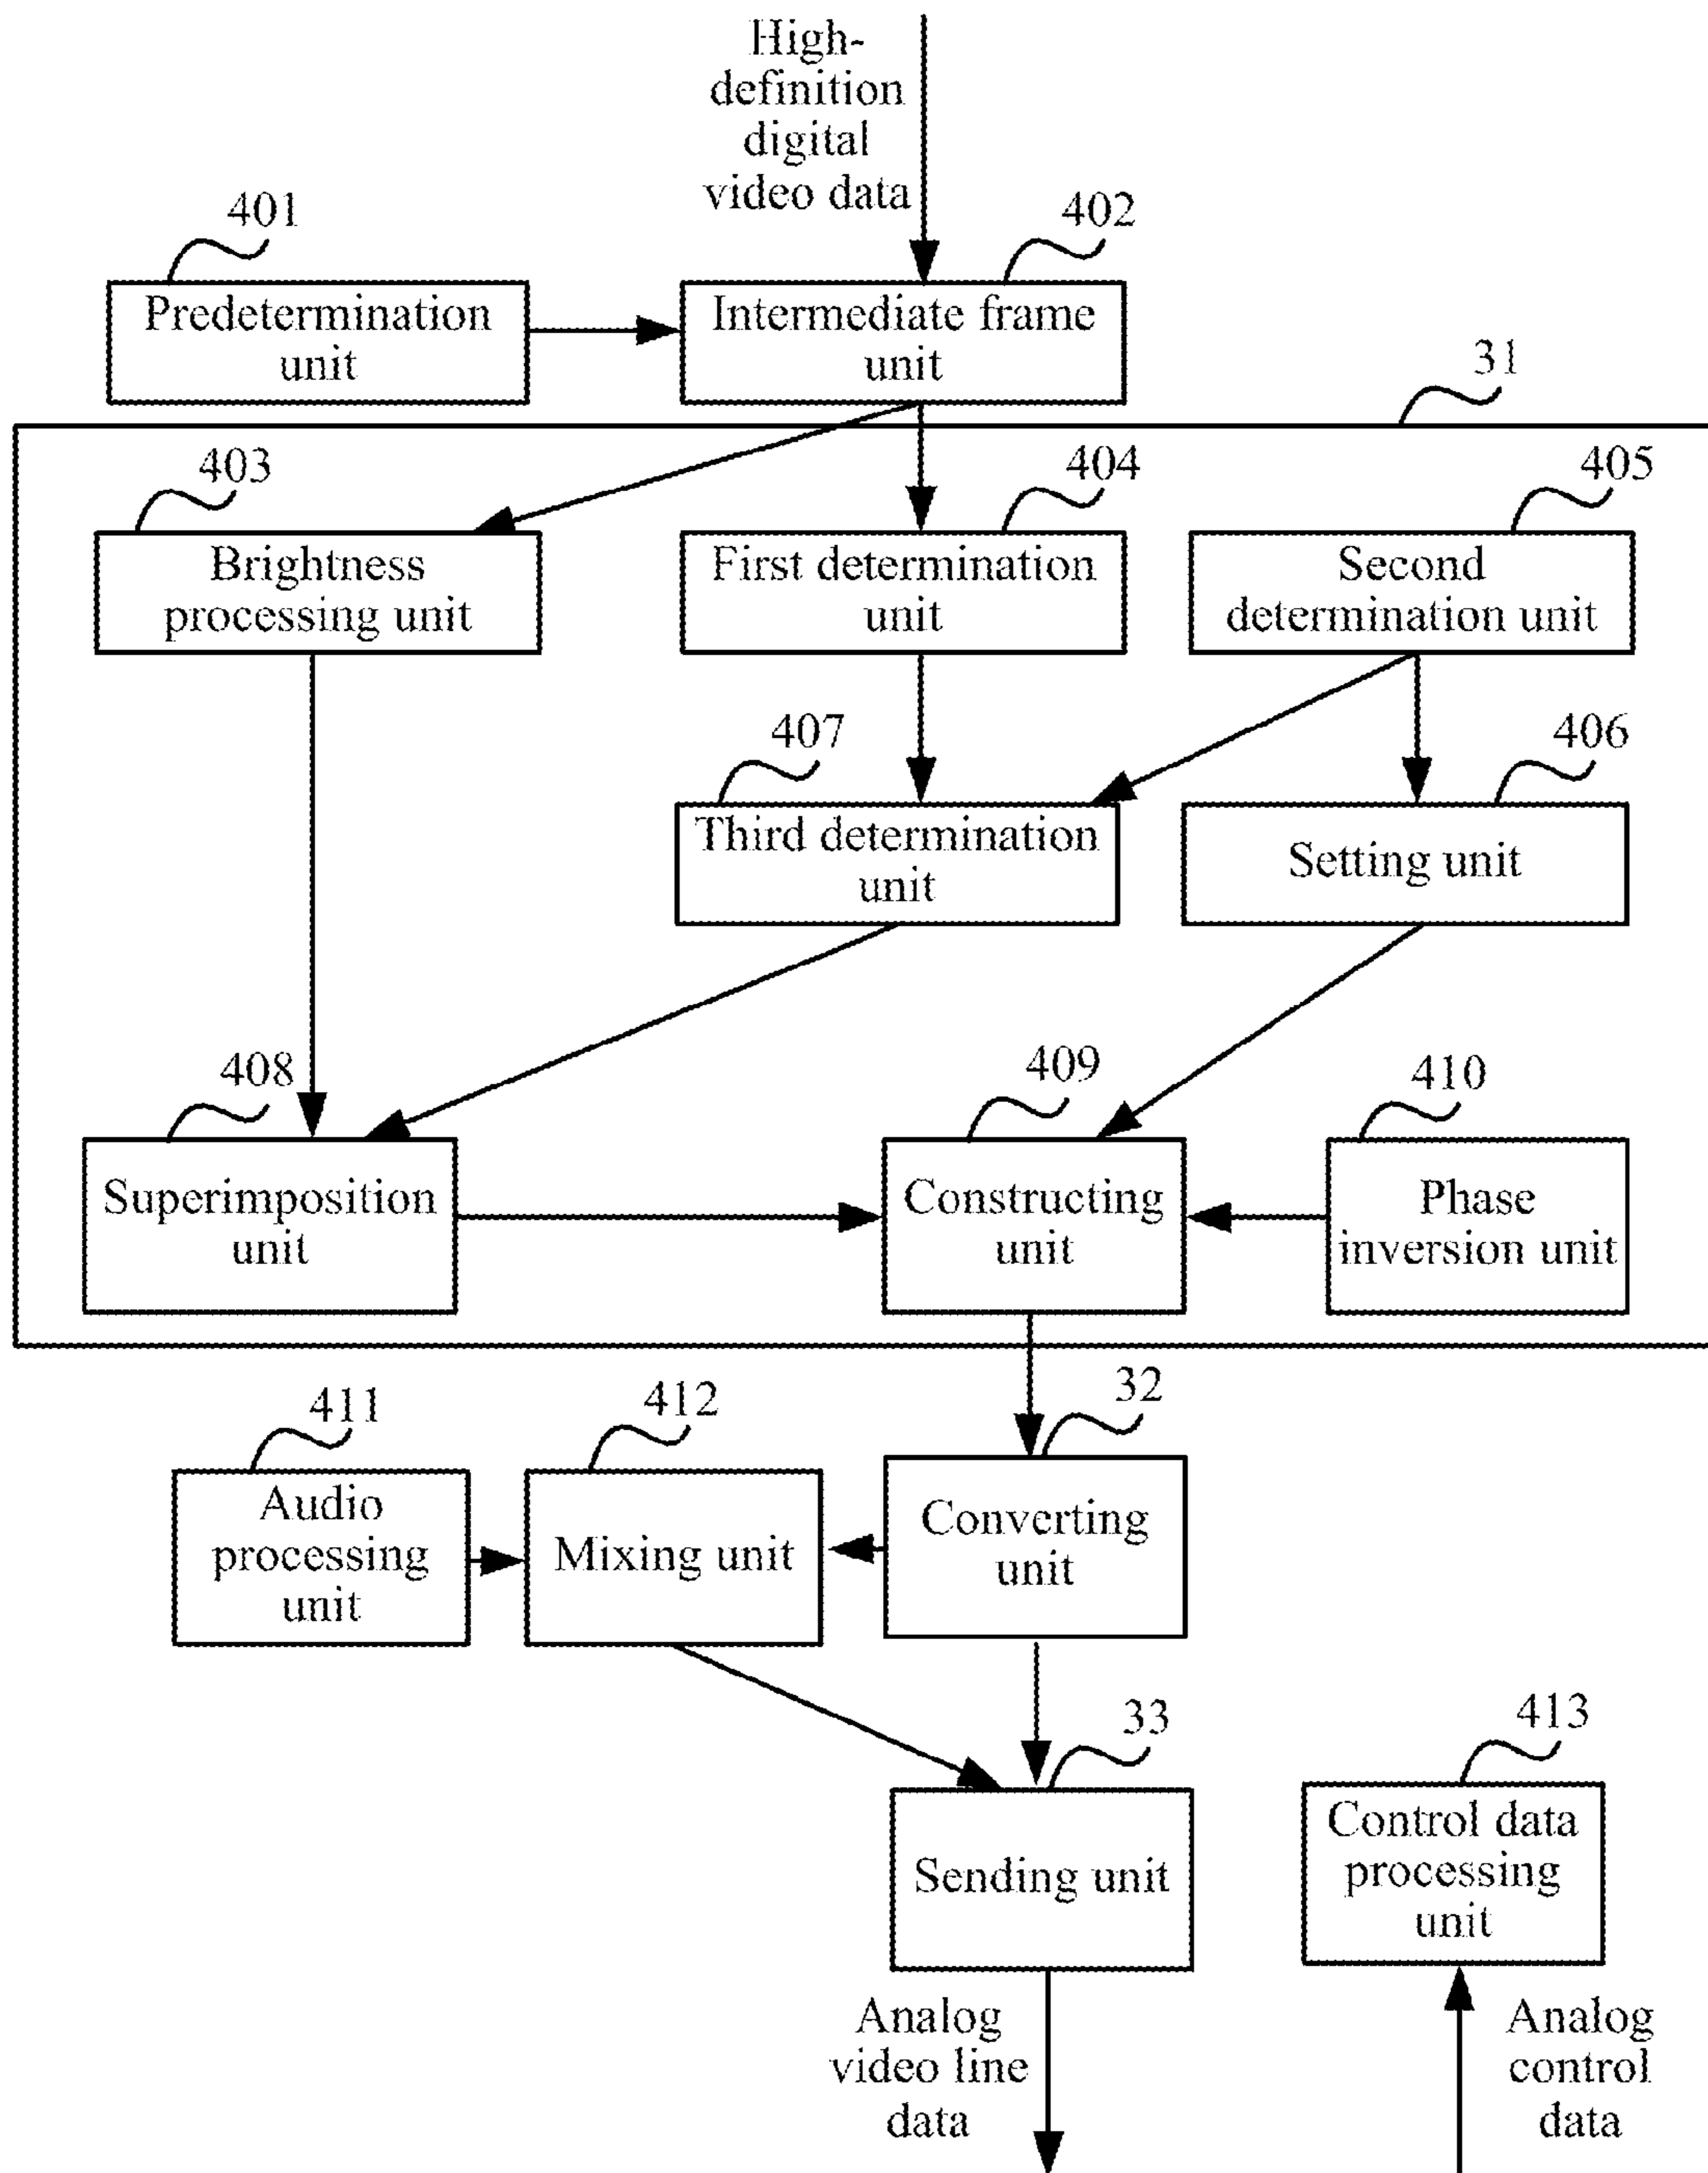 High-
definition
digital
video data
401
402
Predetermination
unit
Intermediate frame
unit
31
403
404
405
Brightness
processing unit
First determination
unit
Second
determination unit
407
406
Third determination
unit
Setting unit
408
409
410
Superimposition
unit
Constructing
unit
Phase
inversion unit
411
412
32
Audio
processing
unit
Mixing unit
Converting
unit
33
413
Sending unit
Control data
processing
unit
Analog
video line
data
Analog
control
data